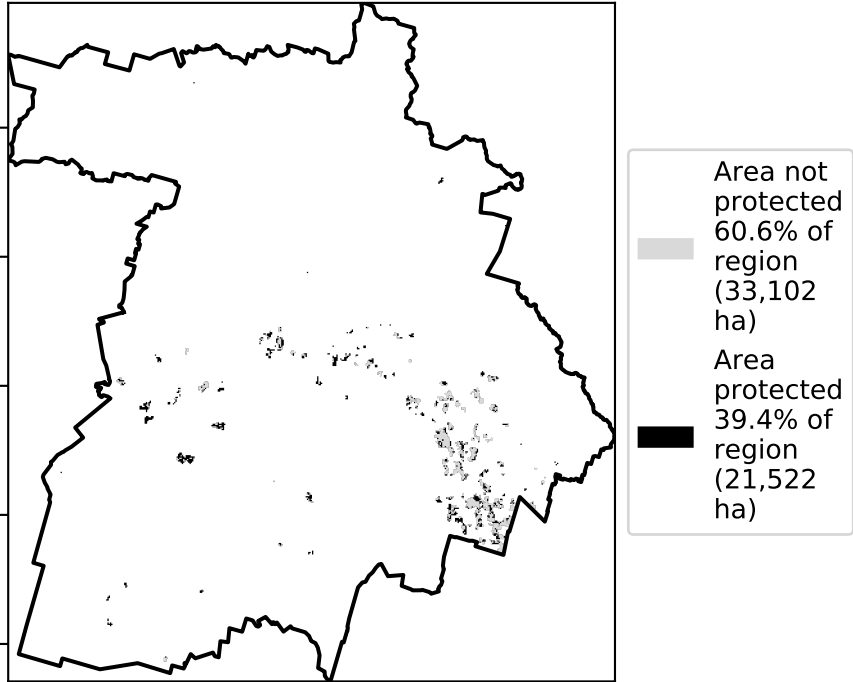 Area not
protected
60.6% of
region
(33,102
ha)
Area
protected
39.4% of
region
(21,522
ha)